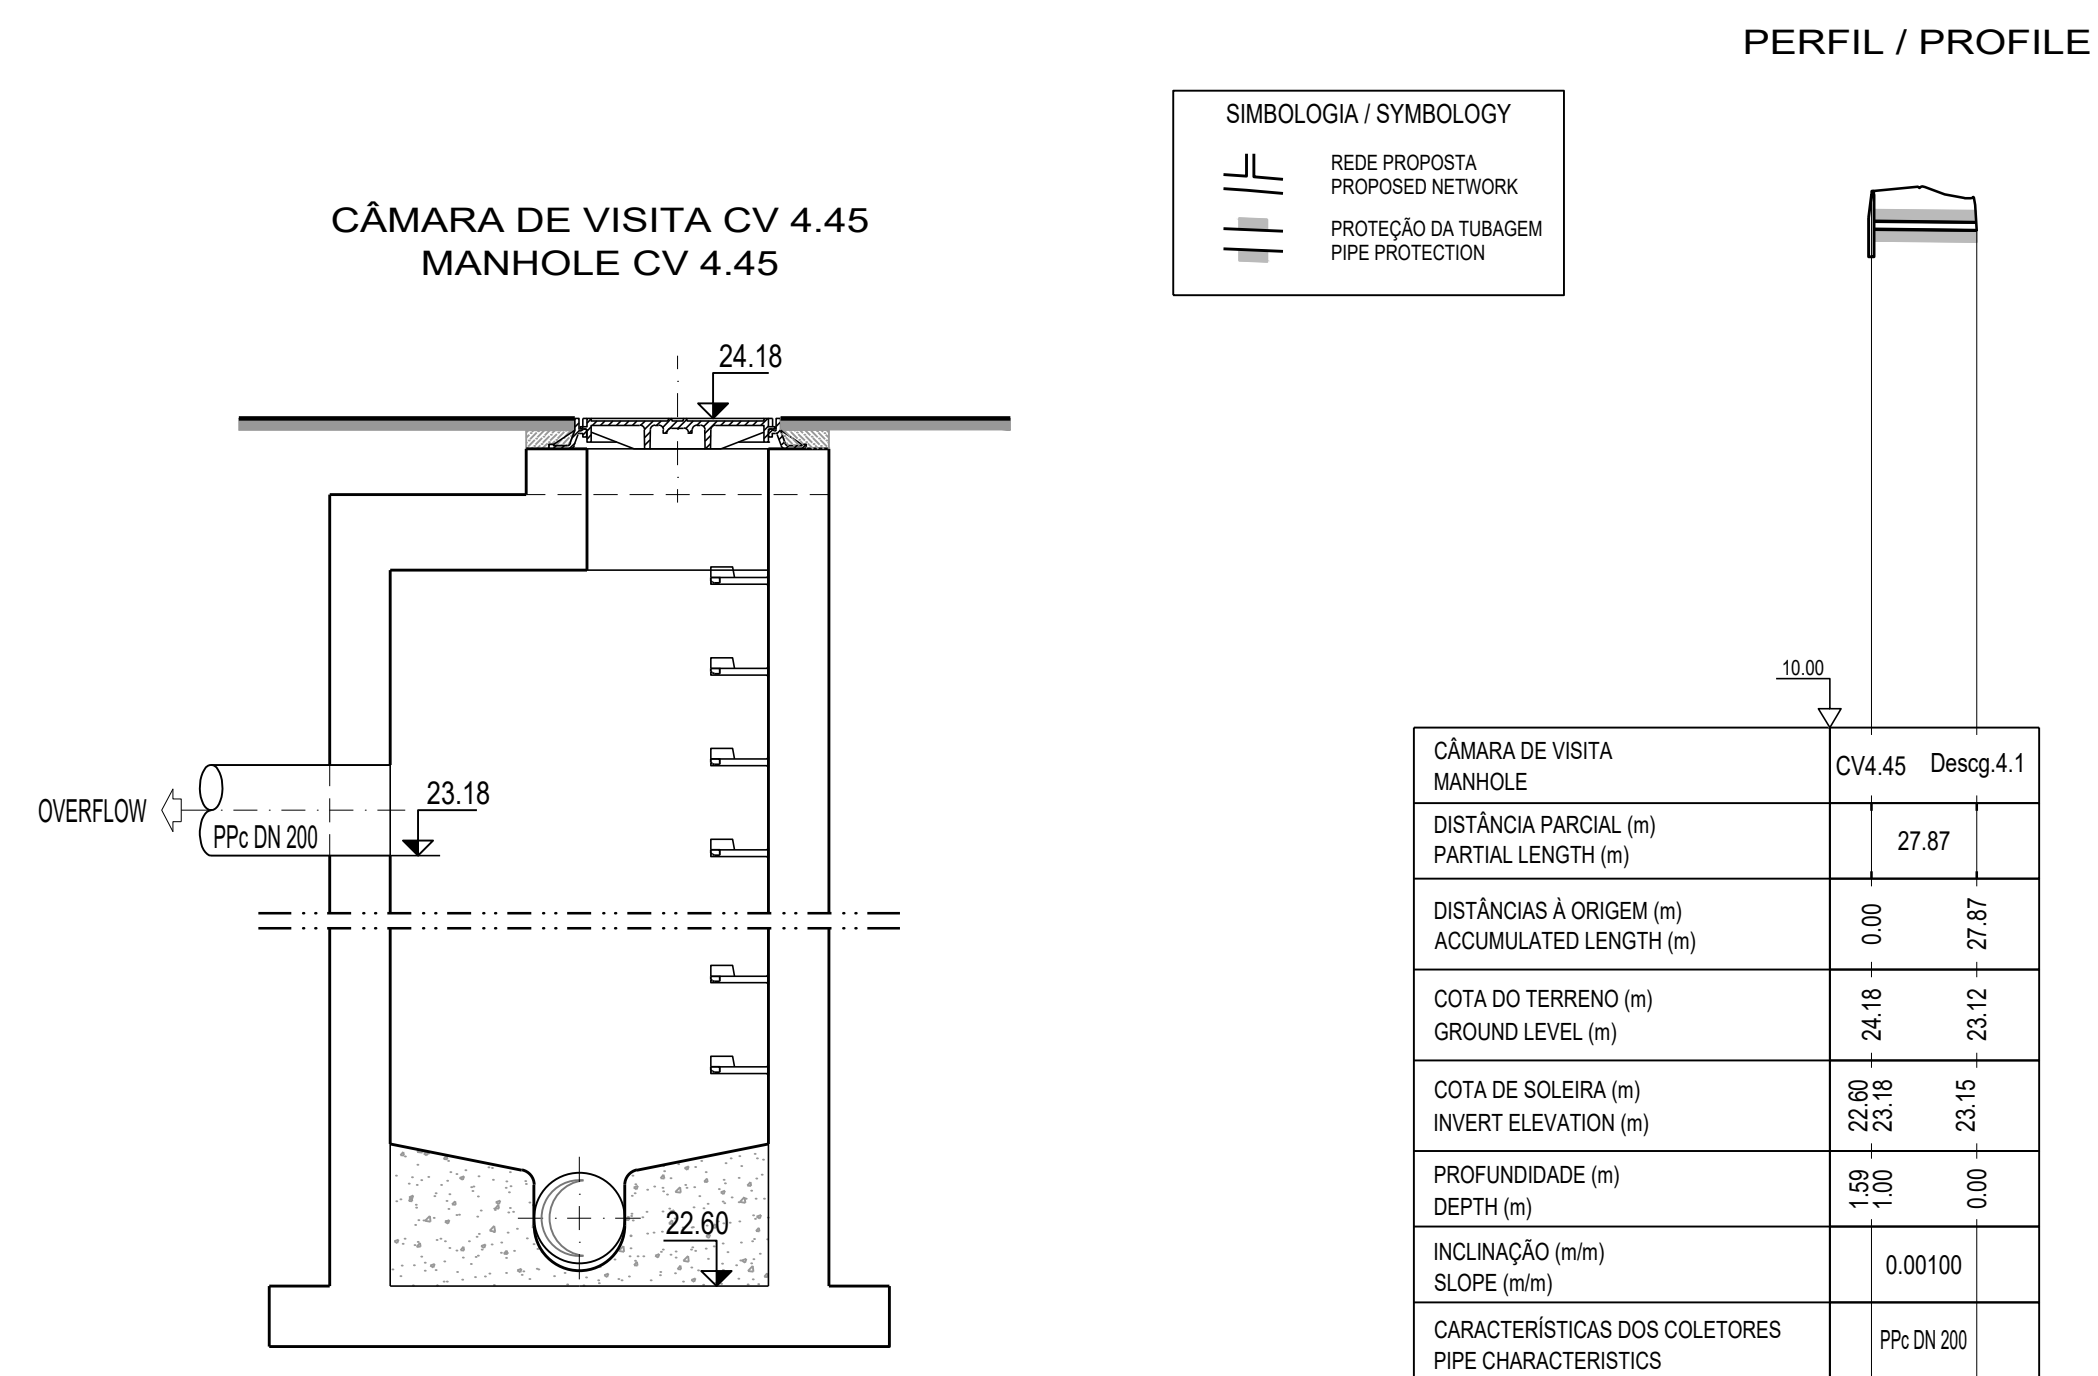 PERFIL / PROFILE
SIMBOLOGIA / SYMBOLOGY
REDE PROPOSTA
PROPOSED NETWORK
PROTEÇÃO DA TUBAGEM
PIPE PROTECTION
CÂMARA DE VISITA CV 4.45
MANHOLE CV 4.45
24.18
23.18
OVERFLOW
PPc DN 200
22.60
10.00
CÂMARA DE VISITA
MANHOLE
CV4.45 Descg.4.1
DISTÂNCIA PARCIAL (m)
PARTIAL LENGTH (m)
27.87
DISTÂNCIAS À ORIGEM (m)
ACCUMULATED LENGTH (m)
0.00 27.87
COTA DO TERRENO (m)
GROUND LEVEL (m)
24.18 23.12
COTA DE SOLEIRA (m)
INVERT ELEVATION (m)
22.60 23.18 23.15
PROFUNDIDADE (m)
DEPTH (m)
1.59 1.00 0.00
INCLINAÇÃO (m/m)
SLOPE (m/m)
0.00100
CARACTERÍSTICAS DOS COLETORES
PIPE CHARACTERISTICS
PPc DN 200